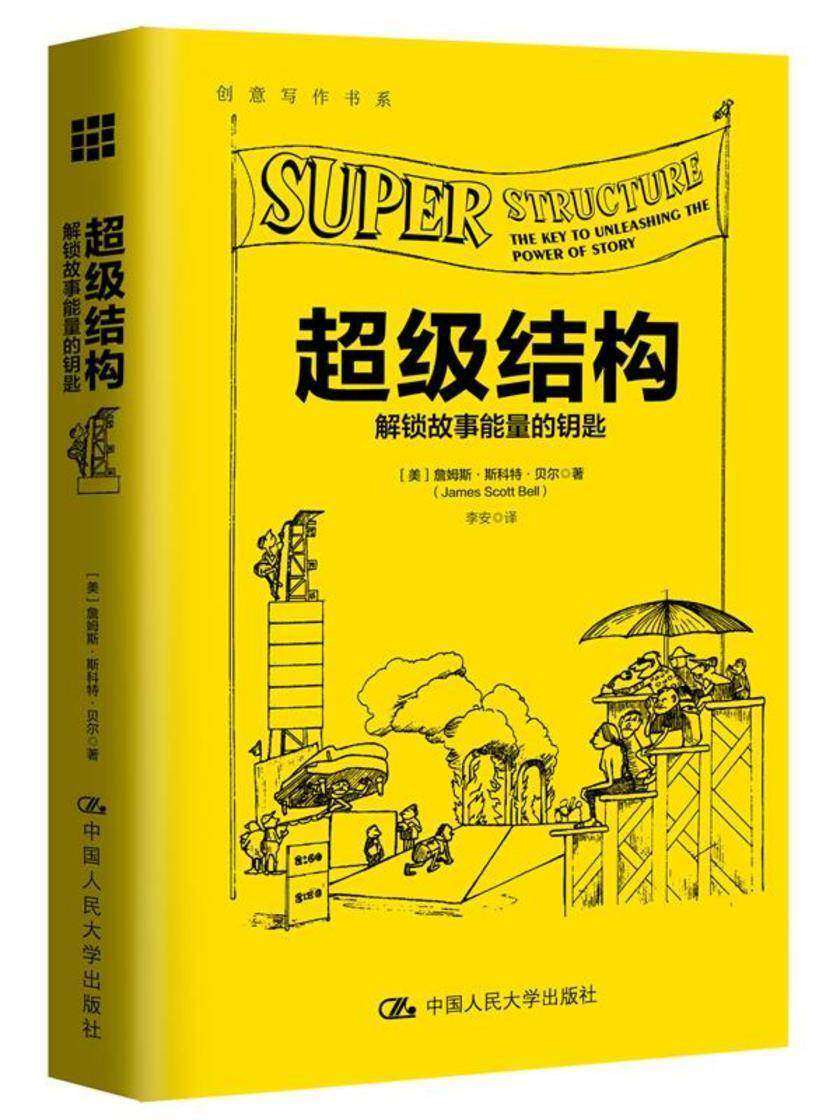 创意写作书系
SUPER STRUCTURE
THE KEY TO UNLEASHING THE
POWER OF STORY
超级结构
解锁故事能量的钥匙
[美]詹姆斯·斯科特·贝尔◎著
(James Scott Bell)
李安◎译
8:60
8:80
中国人民大学出版社
超级结构
解锁故事能量的钥匙
[美]詹姆斯·斯科特·贝尔◎著
中国人民大学出版社